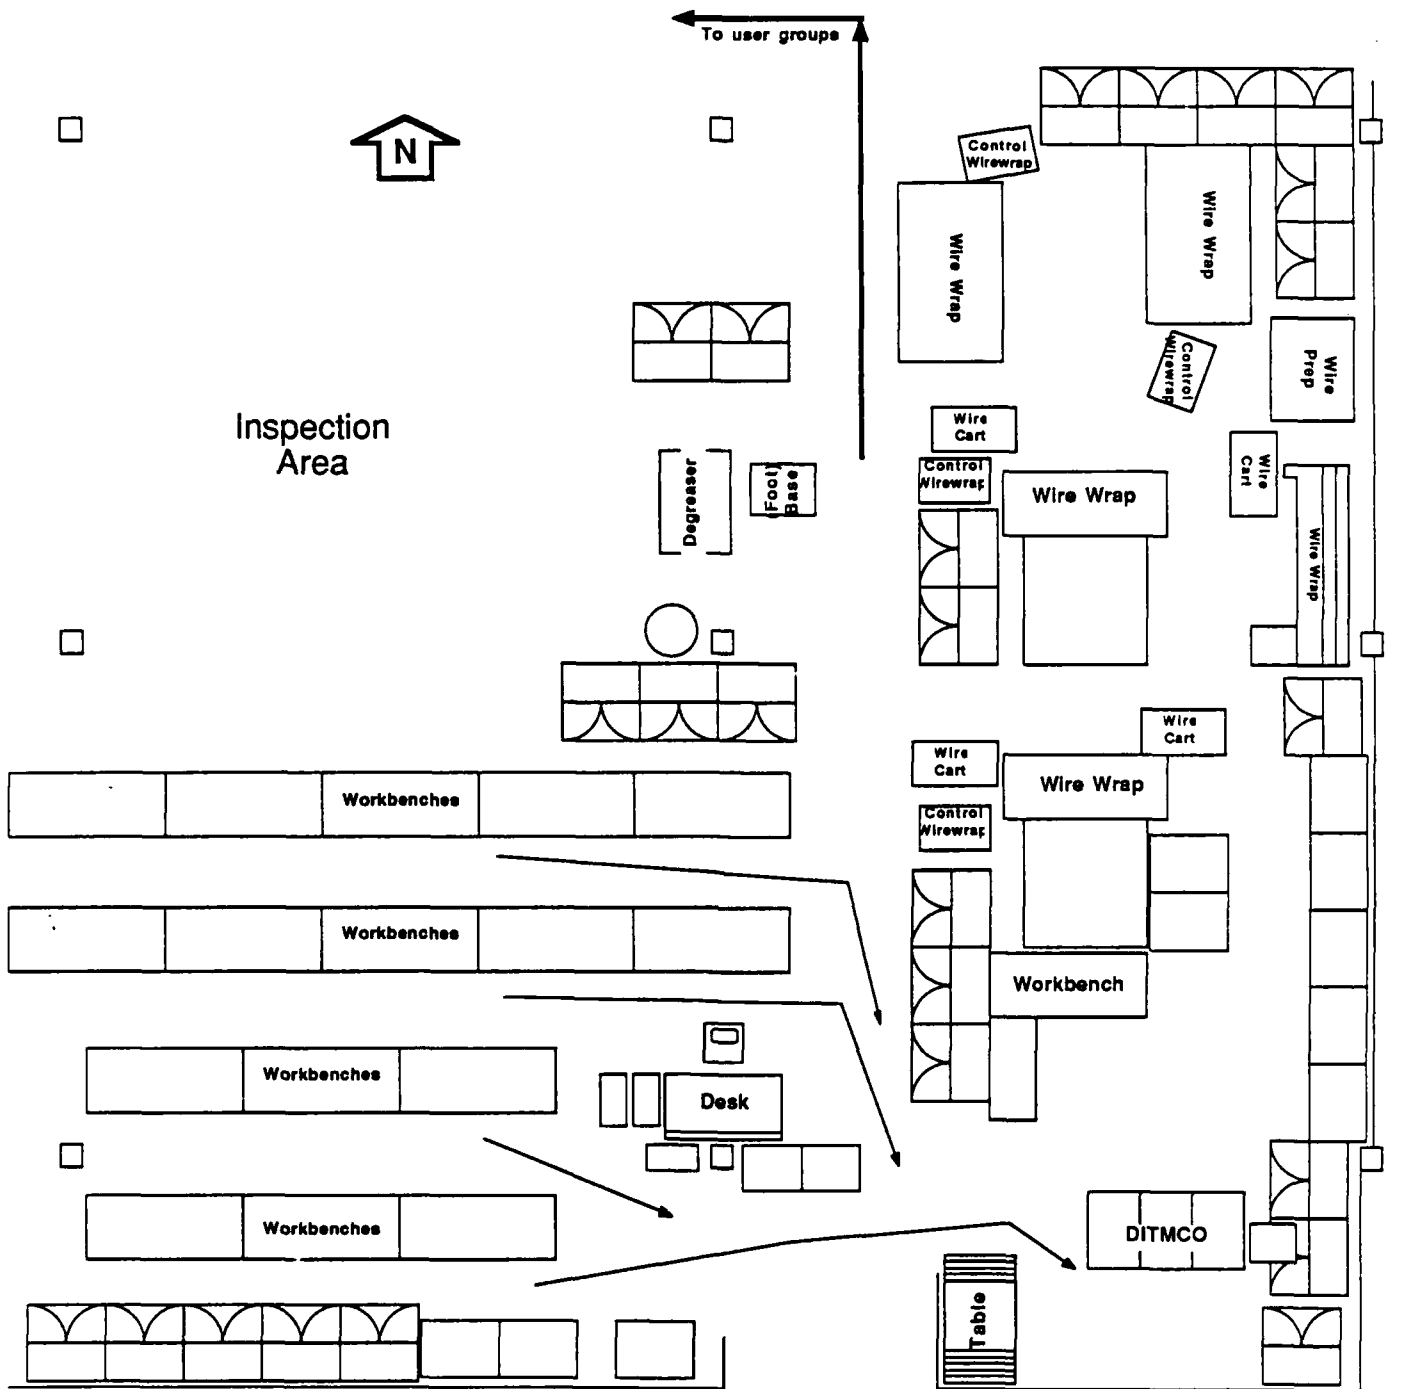 To user groups
N
Control
Wirewrap
Wire Wrap
Wire Wrap
Control
Wirewrap
Wire
Prep
Inspection
Area
Wire
Cart
Control
Wirewrap
Wire Wrap
Wire
Cart
Degreaser
(Foot)
Base
Wire Wrap
Wire
Cart
Wire
Cart
Wire Wrap
Control
Wirewrap
Workbenches
Workbenches
Workbench
Workbenches
Desk
Workbenches
DITMCO
Table